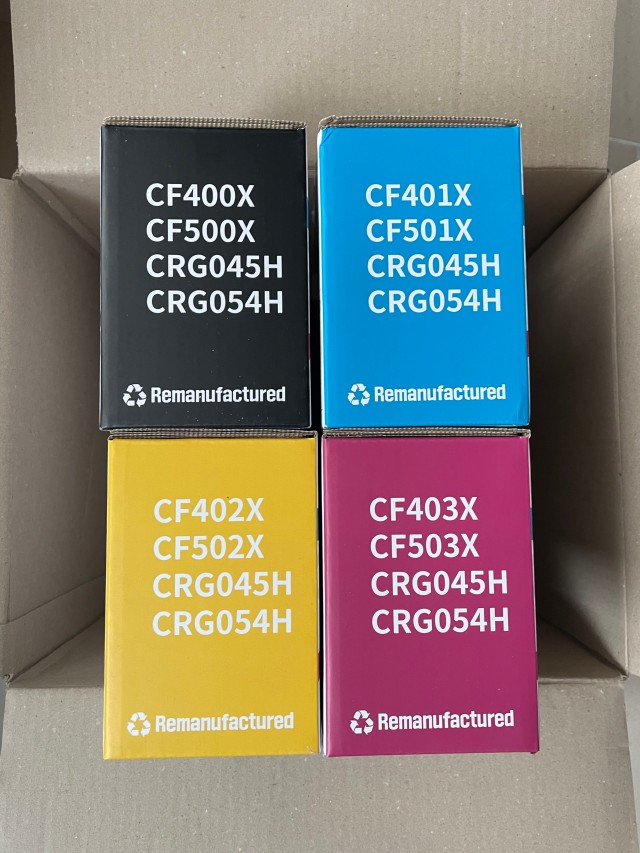 CF400X
CF500X
CRG045H
CRG054H
Remanufactured
CF401X
CF501X
CRG045H
CRG054H
Remanufactured
CF402X
CF502X
CRG045H
CRG054H
Remanufactured
CF403X
CF503X
CRG045H
CRG054H
Remanufactured